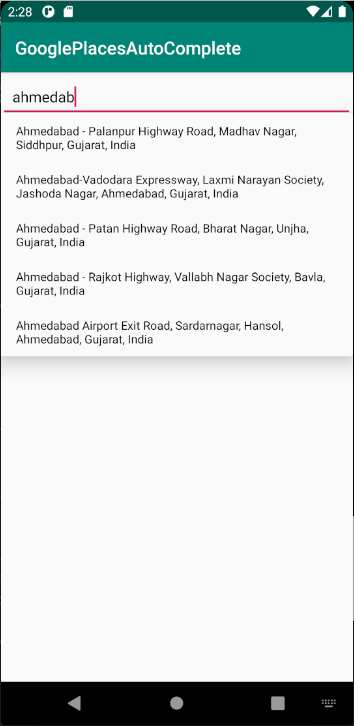 2:28
GooglePlacesAutoComplete
ahmedab
Ahmedabad - Palanpur Highway Road, Madhav Nagar,
Siddhpur, Gujarat, India
Ahmedabad-Vadodara Expressway, Laxmi Narayan Society,
Jashoda Nagar, Ahmedabad, Gujarat, India
Ahmedabad - Patan Highway Road, Bharat Nagar, Unjha,
Gujarat, India
Ahmedabad - Rajkot Highway, Vallabh Nagar Society, Bavla,
Gujarat, India
Ahmedabad Airport Exit Road, Sardarnagar, Hansol,
Ahmedabad, Gujarat, India